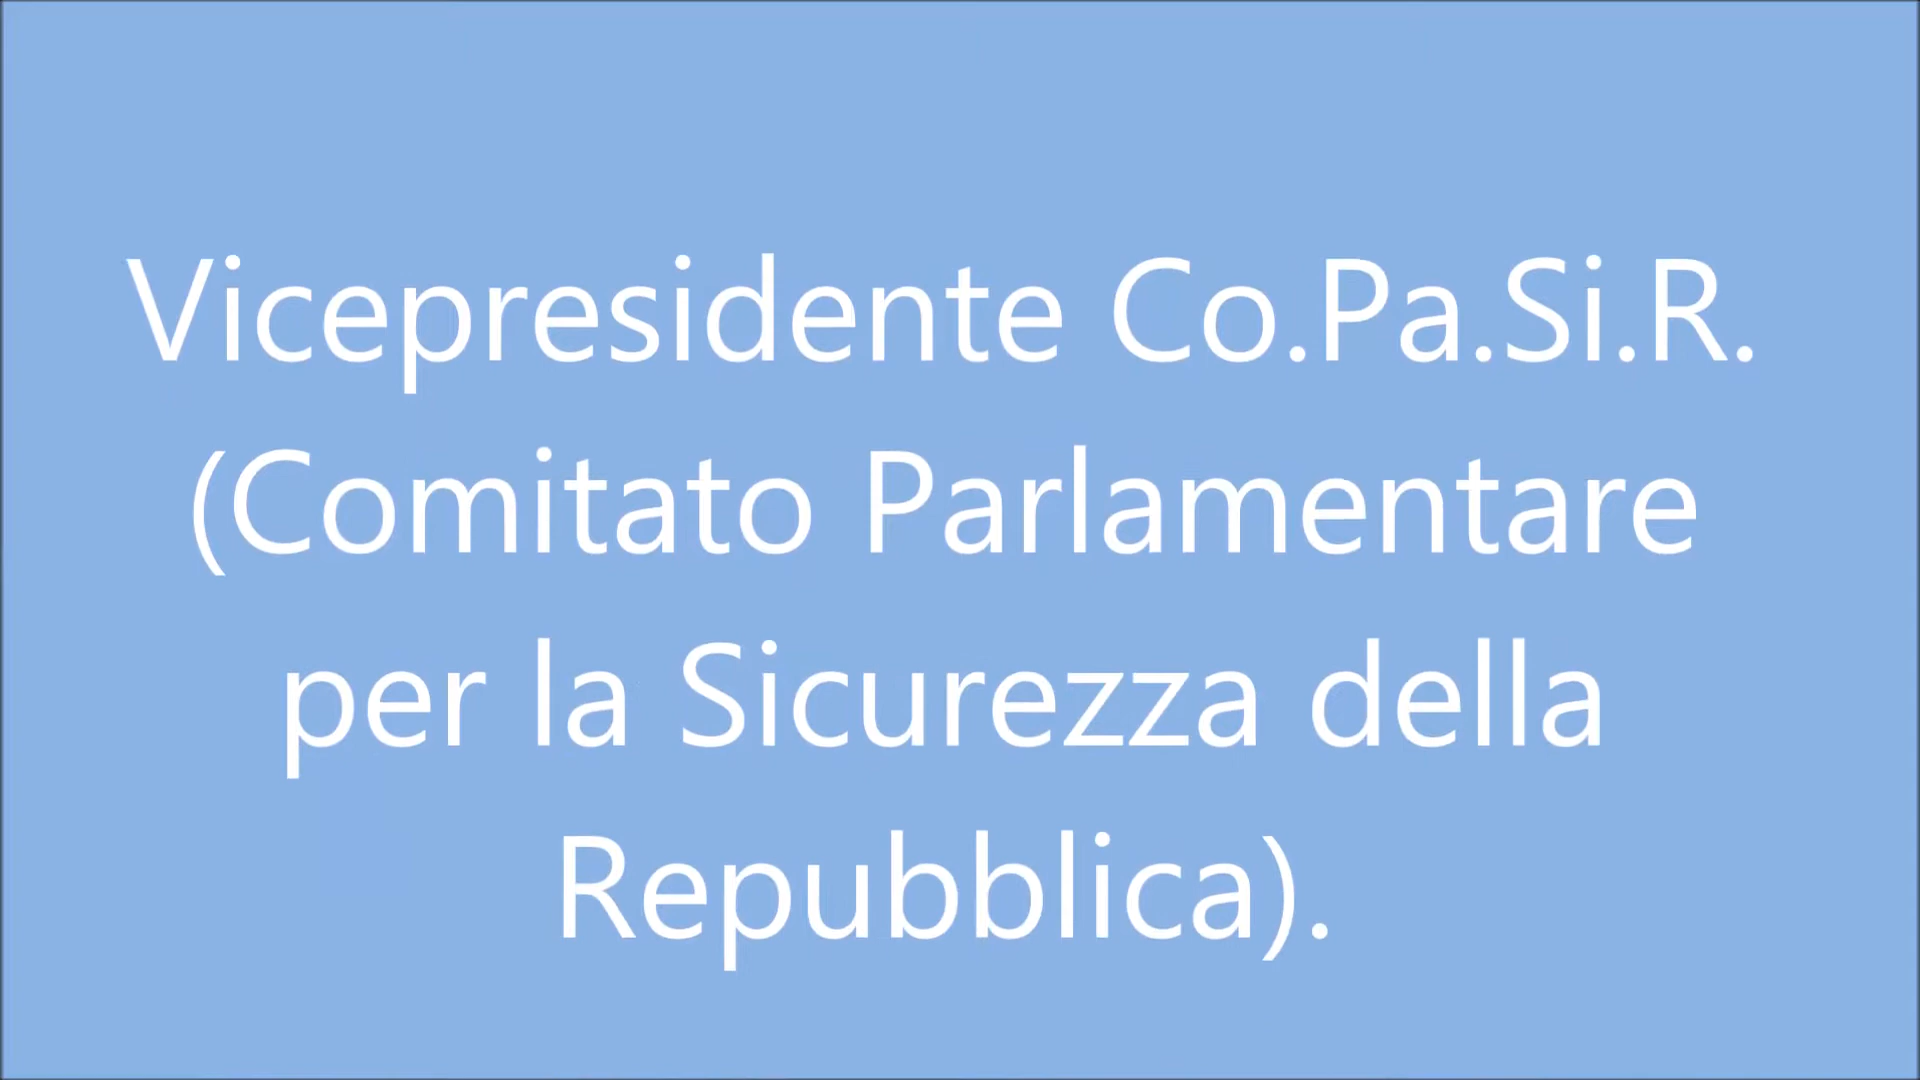 Vicepresidente Co.Pa.Si.R.
(Comitato Parlamentare
per la Sicurezza della
Repubblica).